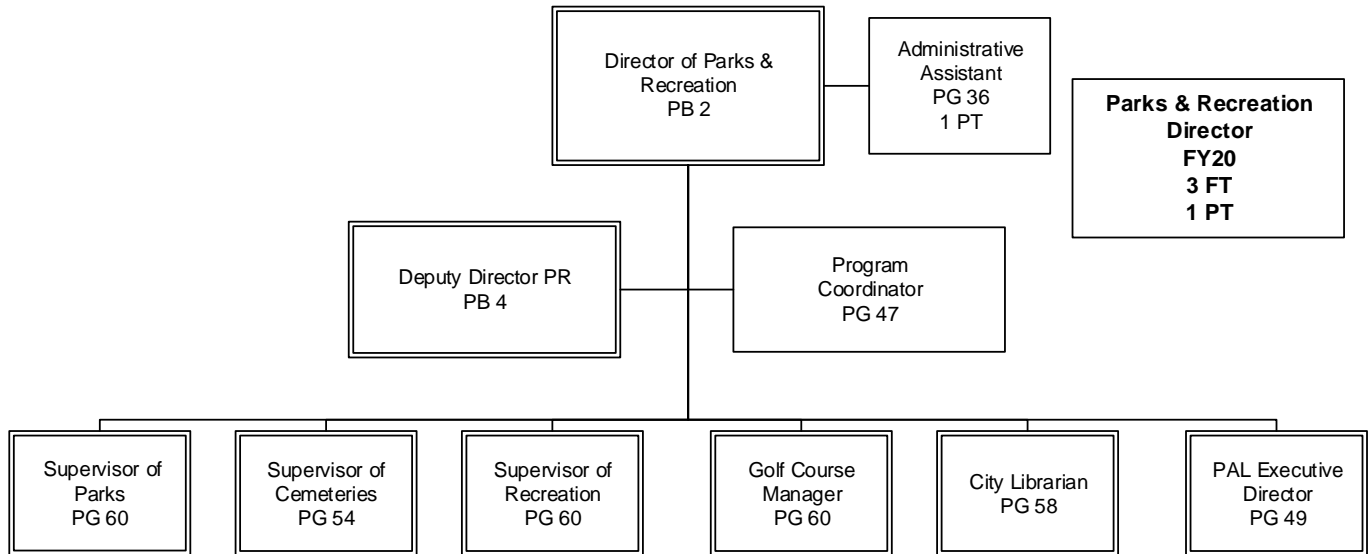 Director of Parks &
Recreation
PB 2
Administrative
Assistant
PG 36
1 PT
Parks & Recreation
Director
FY20
3 FT
1 PT
Deputy Director PR
PB 4
Program
Coordinator
PG 47
Supervisor of
Parks
PG 60
Supervisor of
Cemeteries
PG 54
Supervisor of
Recreation
PG 60
Golf Course
Manager
PG 60
City Librarian
PG 58
PAL Executive
Director
PG 49